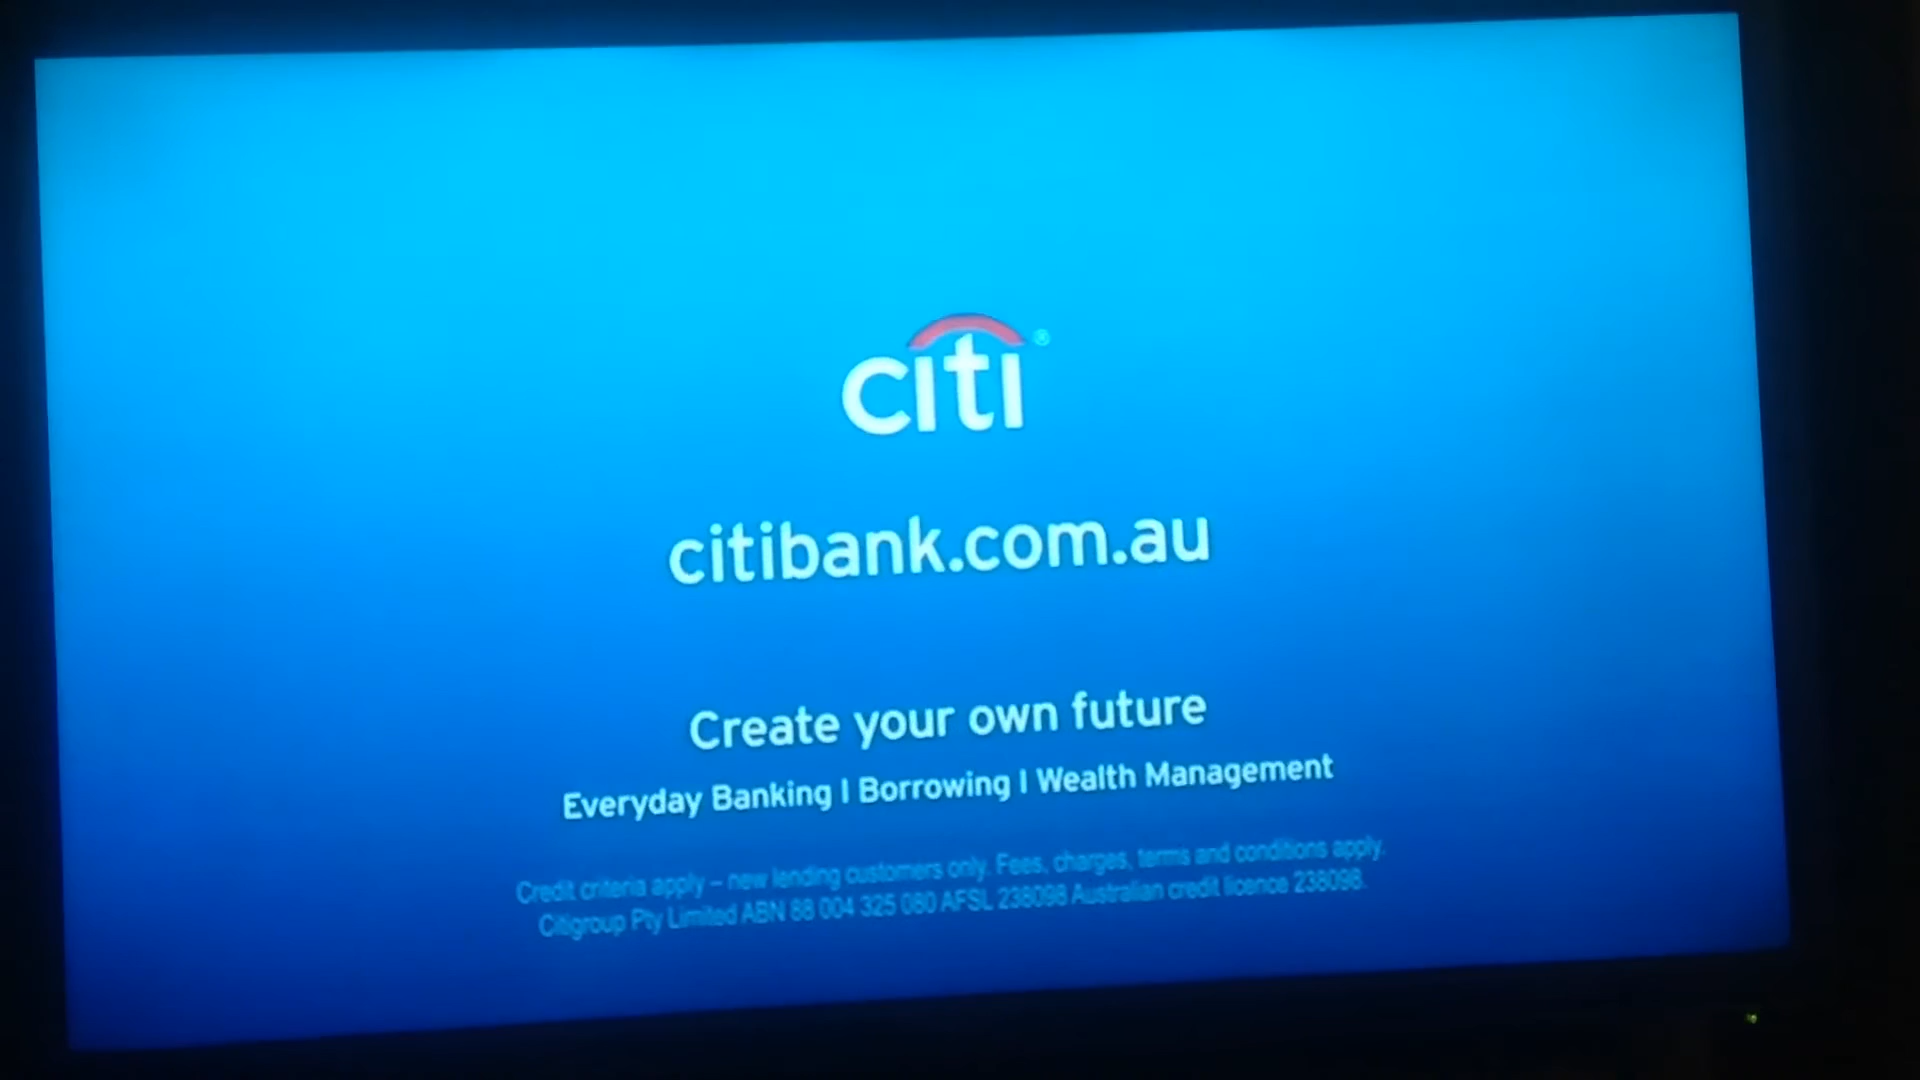 citi®
citibank.com.au
Create your own future
Everyday Banking | Borrowing | Wealth Management
Credit criteria apply – new lending customers only. Fees, charges, terms and conditions apply.
Citigroup Pty Limited ABN 88 004 325 080 AFSL 238098 Australian credit licence 238098.